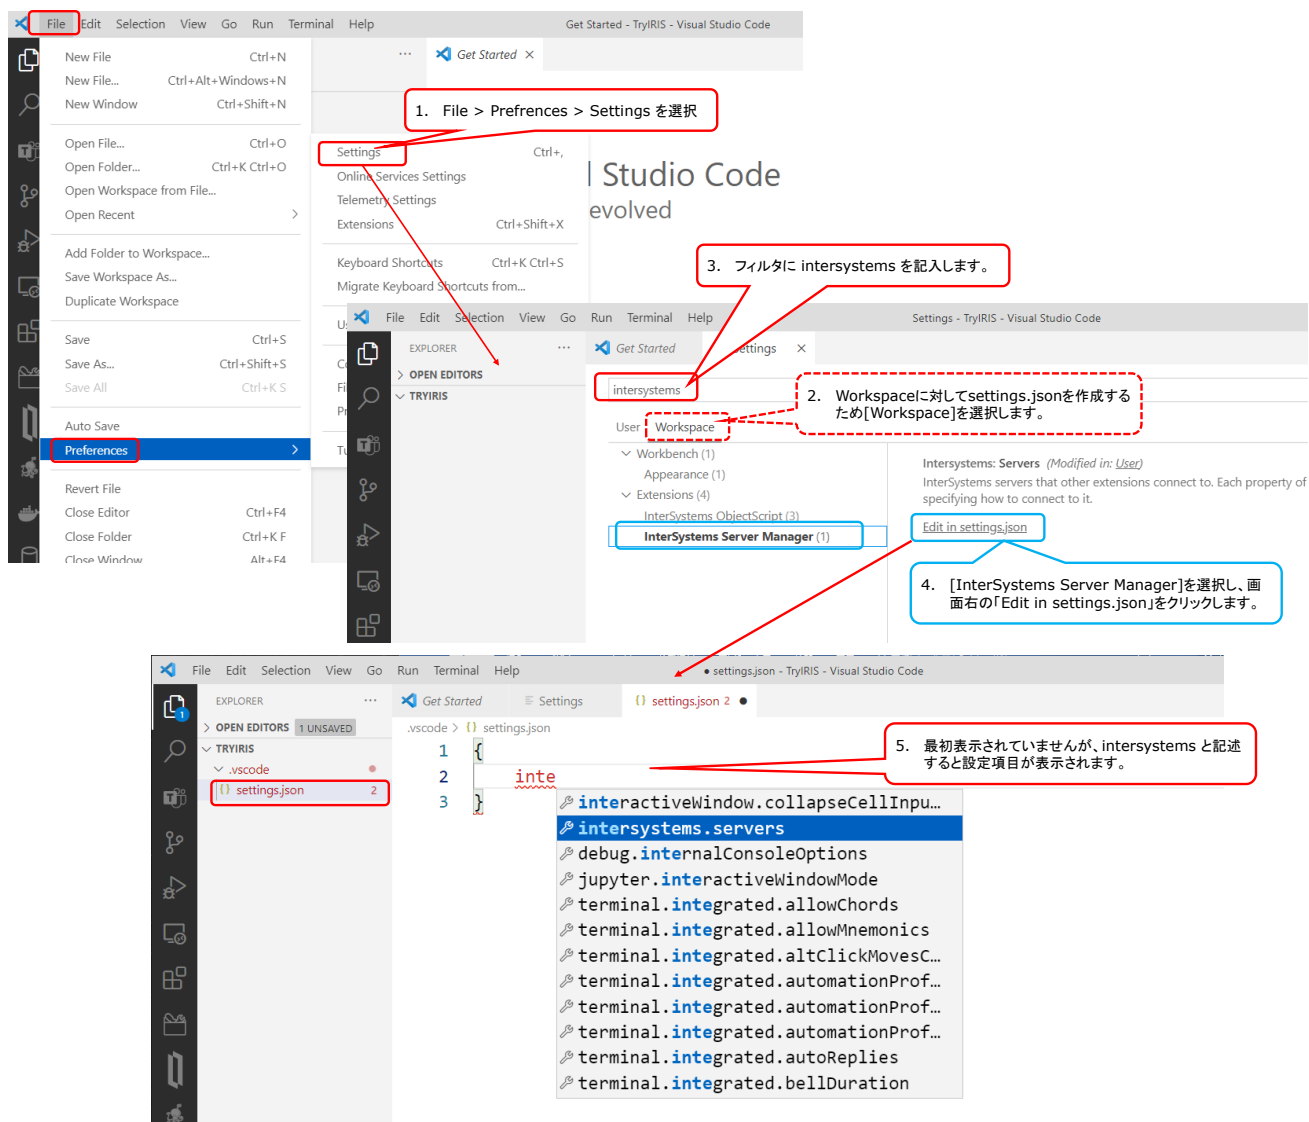 File Edit Selection View Go Run Terminal Help
Get Started - TryIRIS - Visual Studio Code
New File Ctrl+N
New File... Ctrl+Alt+Windows+N
New Window Ctrl+Shift+N
Open File... Ctrl+O
Open Folder... Ctrl+K Ctrl+O
Open Workspace from File...
Open Recent
Add Folder to Workspace...
Save Workspace As...
Duplicate Workspace
Save Ctrl+S
Save As... Ctrl+Shift+S
Save All Ctrl+K S
Auto Save
Preferences
Revert File
Close Editor Ctrl+F4
Close Folder Ctrl+K F
Close Window Alt+F4
Get Started
1. File > Prefrences > Settings を選択
Settings Ctrl+,
Online Services Settings
Telemetry Settings
Extensions Ctrl+Shift+X
Keyboard Shortcuts Ctrl+K Ctrl+S
Migrate Keyboard Shortcuts from...
Studio Code
evolved
3. フィルタに intersystems を記入します。
File Edit Selection View Go Run Terminal Help
Settings - TryIRIS - Visual Studio Code
EXPLORER
OPEN EDITORS
TRYIRIS
Get Started
ettings
intersystems
2. Workspaceに対してsettings.jsonを作成する
ため[Workspace]を選択します。
User Workspace
Workbench (1)
Appearance (1)
Extensions (4)
InterSystems ObjectScript (3)
InterSystems Server Manager (1)
Intersystems: Servers (Modified in: User)
InterSystems servers that other extensions connect to. Each property of
specifying how to connect to it.
Edit in settings.json
4. [InterSystems Server Manager]を選択し、画
面右の「Edit in settings.json」をクリックします。
File Edit Selection View Go Run Terminal Help
● settings.json - TryIRIS - Visual Studio Code
EXPLORER
OPEN EDITORS 1 UNSAVED
TRYIRIS
.vscode
{} settings.json 2
1
Get Started
Settings
{} settings.json 2 ●
.vscode > {} settings.json
1 {
2 inte
3 }
5. 最初表示されていませんが、intersystems と記述
すると設定項目が表示されます。
interactiveWindow.collapseCellInpu…
intersystems.servers
debug.internalConsoleOptions
jupyter.interactiveWindowMode
terminal.integrated.allowChords
terminal.integrated.allowMnemonics
terminal.integrated.altClickMovesC…
terminal.integrated.automationProf…
terminal.integrated.automationProf…
terminal.integrated.automationProf…
terminal.integrated.autoReplies
terminal.integrated.bellDuration